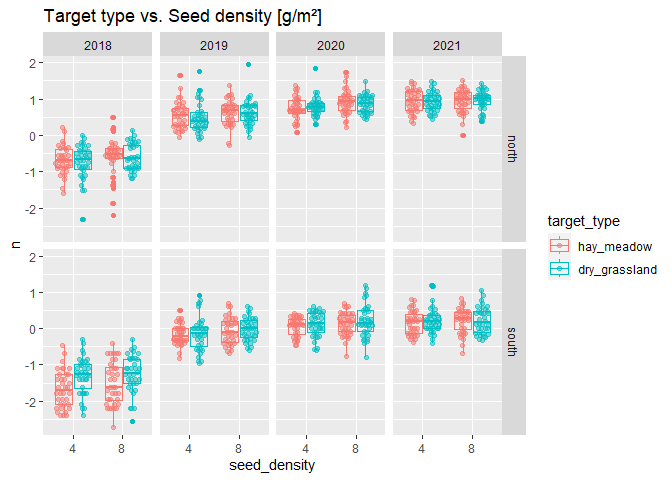 Target type vs. Seed density [g/m²]
2018 2019 2020 2021
2
1
0
-1
-2
north
2
1
0
-1
-2
south
n
4 8 4 8 4 8 4 8
seed_density
target_type
hay_meadow
dry_grassland